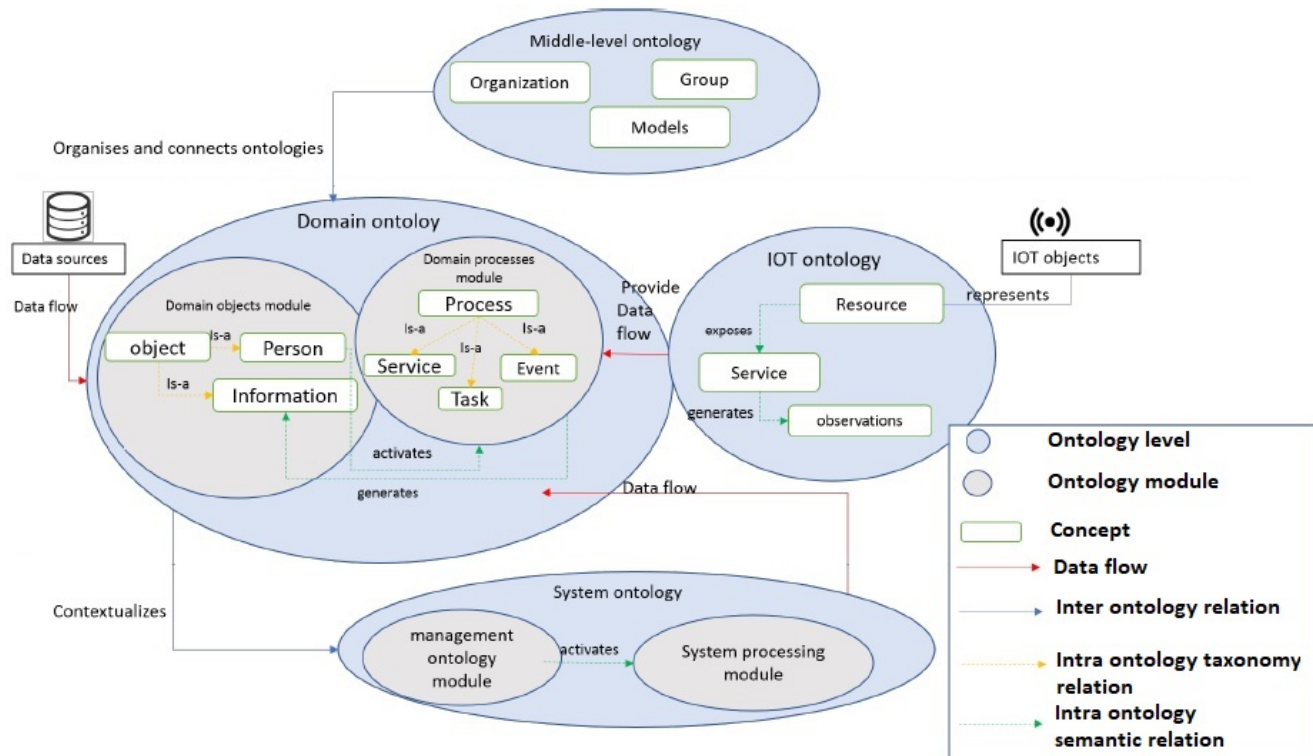 Middle-level ontology
Organization
Group
Models
Organises and connects ontologies
Data sources
Data flow
Domain ontoloy
Domain objects module
object
Is-a
Person
Is-a
Information
Domain processes
module
Process
Is-a
Is-a
Is-a
Service
Event
Task
activates
generates
Provide
Data
flow
IOT ontology
IOT objects
Resource
represents
exposes
Service
generates
observations
Data flow
Contextualizes
System ontology
management
ontology
module
activates
System processing
module
Ontology level
Ontology module
Concept
Data flow
Inter ontology relation
Intra ontology taxonomy
relation
Intra ontology
semantic relation